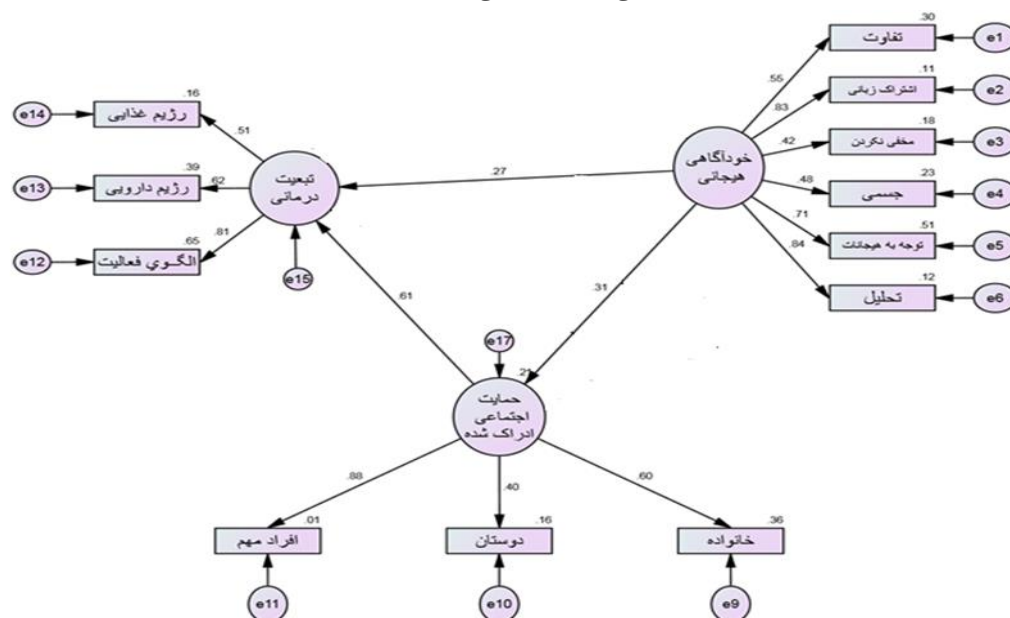 .30
تفاوت
e1
.55
.11
اشتراک زبانی
e2
.83
.18
مخفی نکردن
e3
.42
.23
جسمی
e4
.48
.51
توجه به هیجانات
e5
.71
.12
تحلیل
e6
.84
خودآگاهی
هیجانی
.27
.31
تبعیت
درمانی
e15
.16
رژیم غذایی
e14
.51
.39
رژیم دارویی
e13
.62
.65
الگوي فعالیت
e12
.81
.61
e17
.21
حمایت
اجتماعی
ادراک شده
.88
.40
.60
.01
افراد مهم
e11
.16
دوستان
e10
.36
خانواده
e9